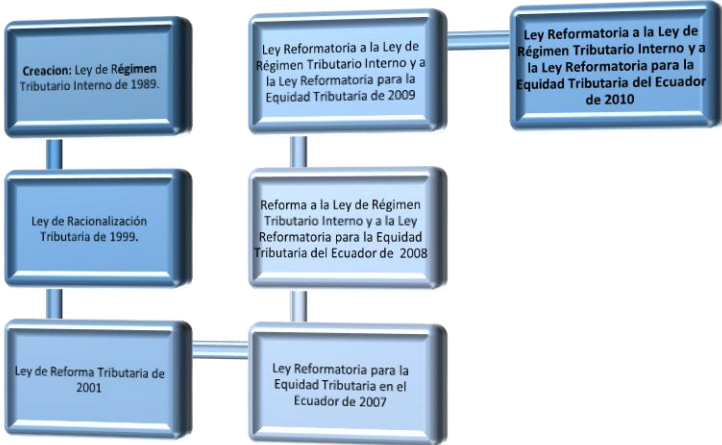 Creacion: Ley de Régimen
Tributario Interno de 1989.
Ley de Racionalización
Tributaria de 1999.
Ley de Reforma Tributaria de
2001
Ley Reformatoria para la
Equidad Tributaria en el
Ecuador de 2007
Reforma a la Ley de Régimen
Tributario Interno y a la Ley
Reformatoria para la Equidad
Tributaria del Ecuador de 2008
Ley Reformatoria a la Ley de
Régimen Tributario Interno y a
la Ley Reformatoria para la
Equidad Tributaria de 2009
Ley Reformatoria a la Ley de
Régimen Tributario Interno y a
la Ley Reformatoria para la
Equidad Tributaria del Ecuador
de 2010